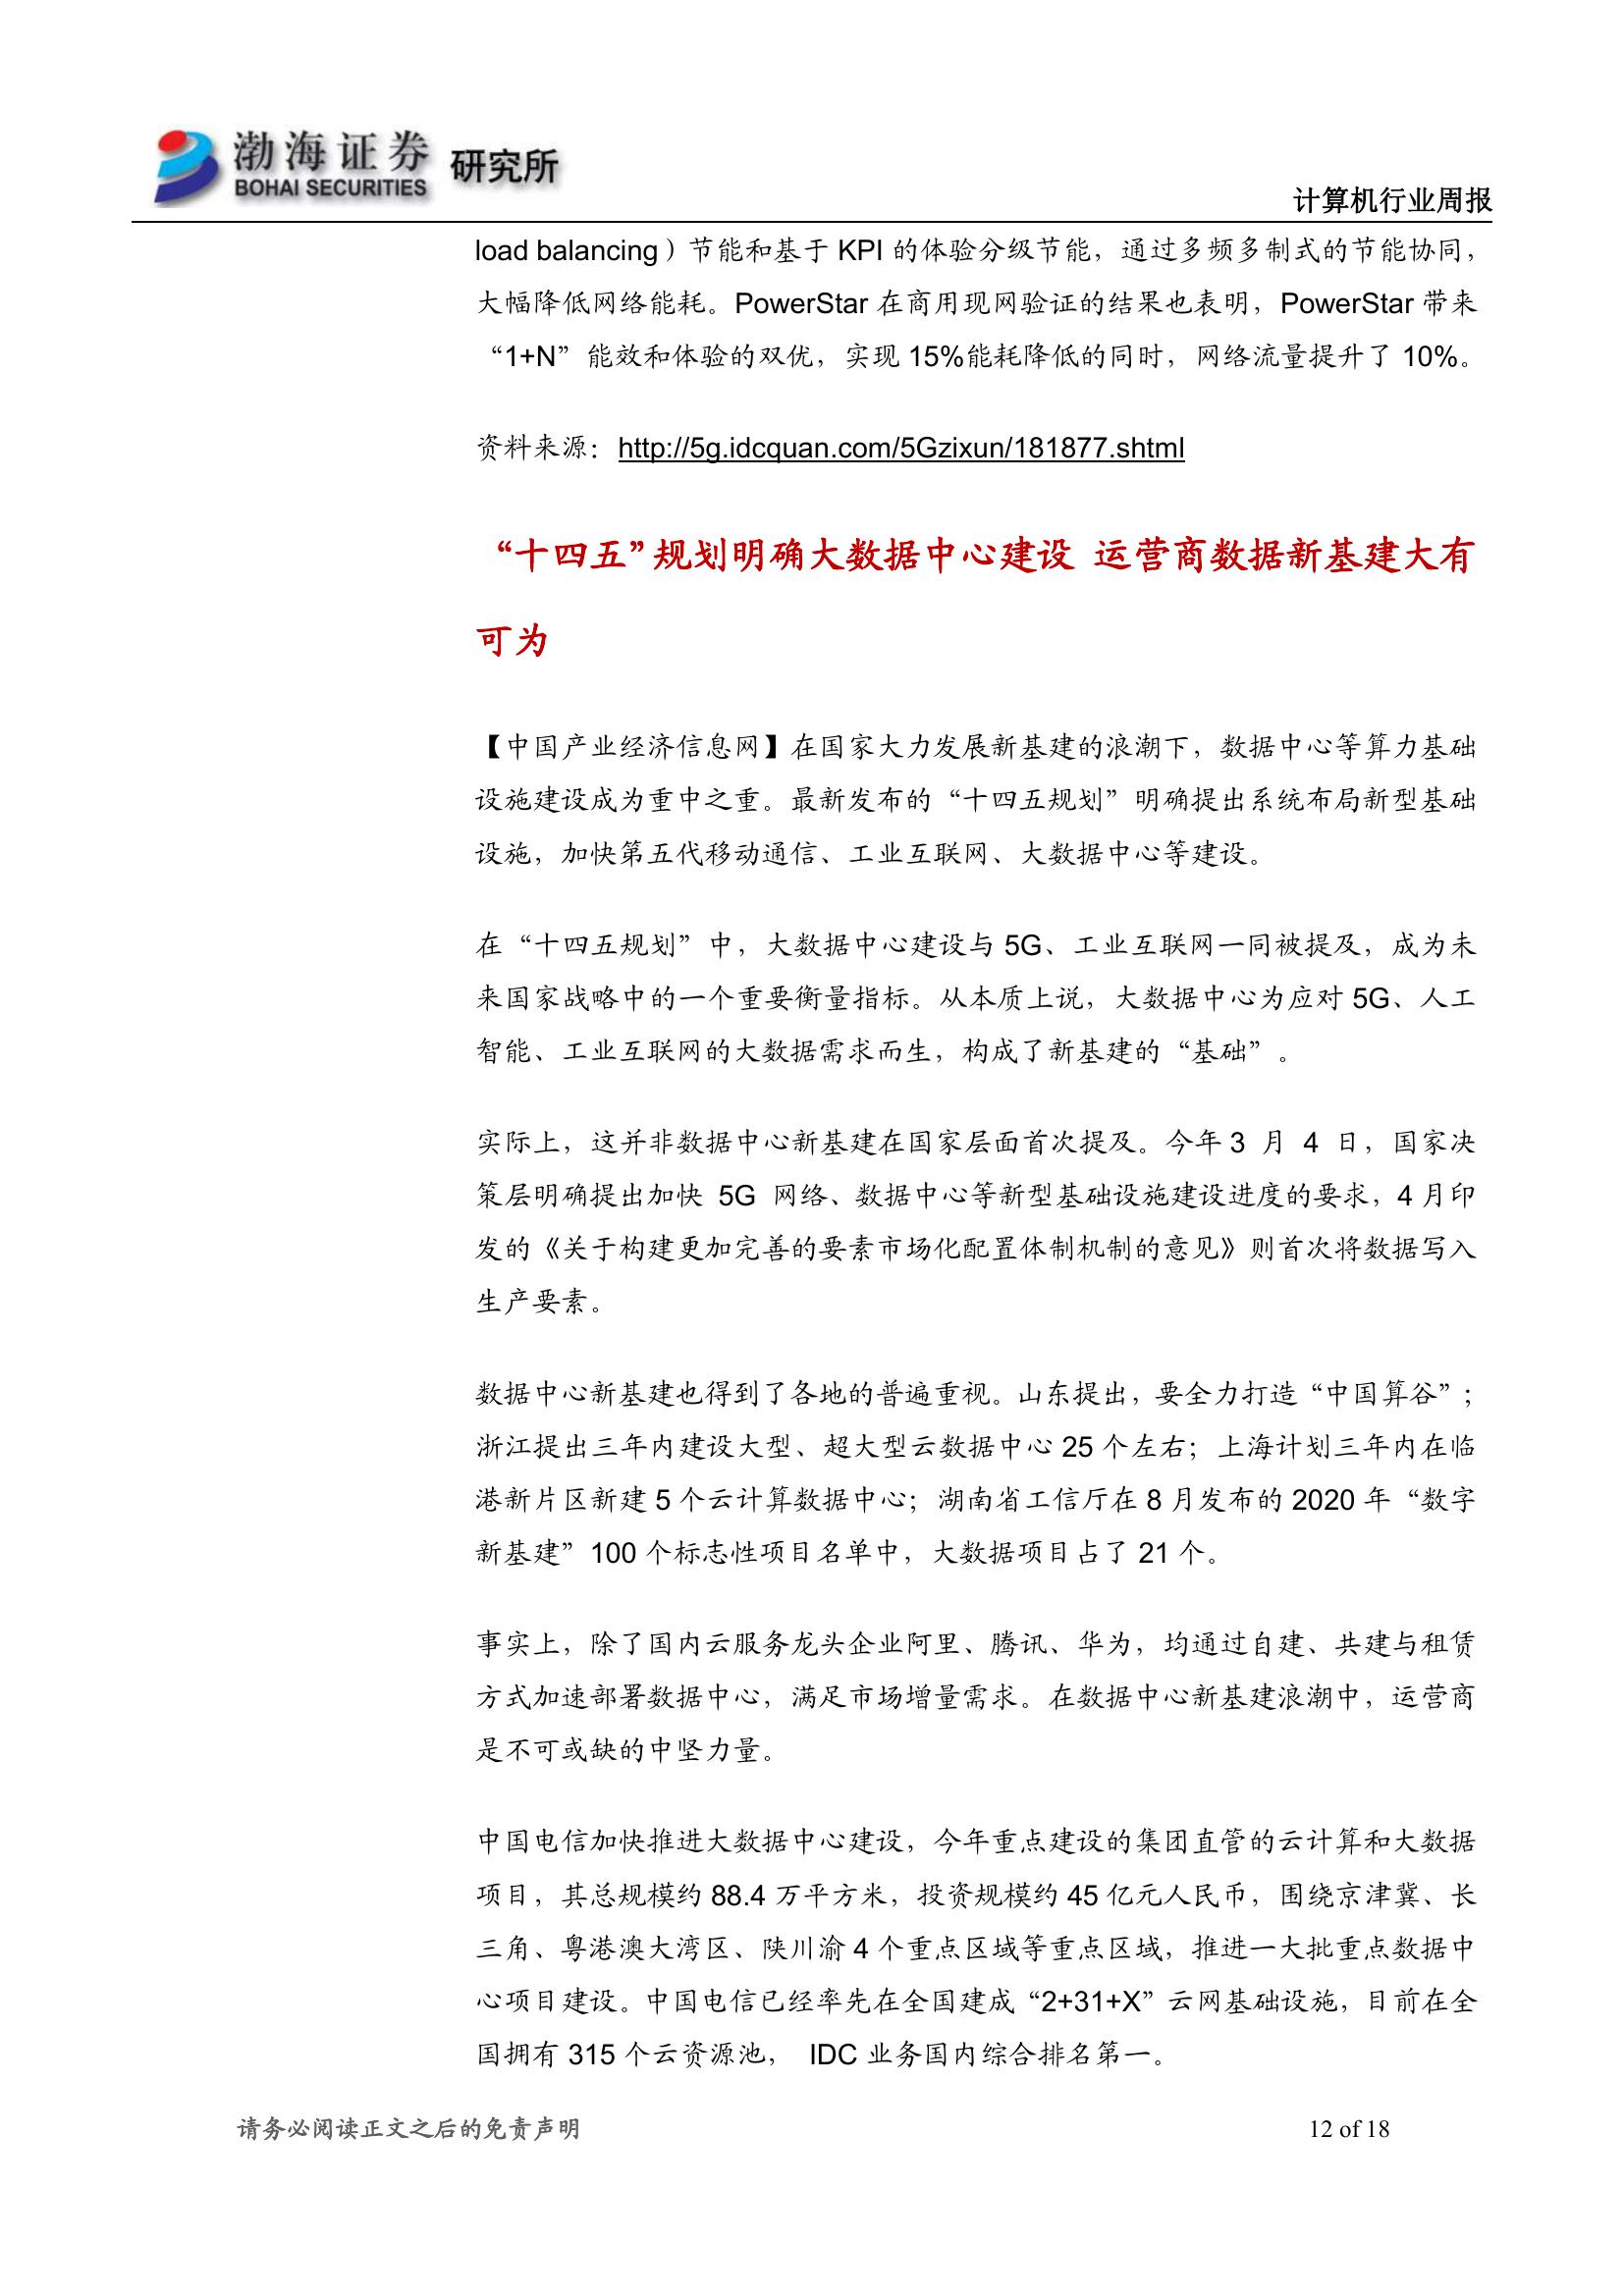 渤海证券 研究所
BOHAI SECURITIES
计算机行业周报
load balancing）节能和基于 KPI 的体验分级节能，通过多频多制式的节能协同，
大幅降低网络能耗。PowerStar 在商用现网验证的结果也表明，PowerStar 带来
“1+N”能效和体验的双优，实现 15%能耗降低的同时，网络流量提升了 10%。
资料来源：http://5g.idcquan.com/5Gzixun/181877.shtml
“十四五”规划明确大数据中心建设 运营商数据新基建大有
可为
【中国产业经济信息网】在国家大力发展新基建的浪潮下，数据中心等算力基础
设施建设成为重中之重。最新发布的“十四五规划”明确提出系统布局新型基础
设施，加快第五代移动通信、工业互联网、大数据中心等建设。
在“十四五规划”中，大数据中心建设与 5G、工业互联网一同被提及，成为未
来国家战略中的一个重要衡量指标。从本质上说，大数据中心为应对 5G、人工
智能、工业互联网的大数据需求而生，构成了新基建的“基础”。
实际上，这并非数据中心新基建在国家层面首次提及。今年 3 月 4 日，国家决
策层明确提出加快 5G 网络、数据中心等新型基础设施建设进度的要求，4 月印
发的《关于构建更加完善的要素市场化配置体制机制的意见》则首次将数据写入
生产要素。
数据中心新基建也得到了各地的普遍重视。山东提出，要全力打造“中国算谷”；
浙江提出三年内建设大型、超大型云数据中心 25 个左右；上海计划三年内在临
港新片区新建 5 个云计算数据中心；湖南省工信厅在 8 月发布的 2020 年“数字
新基建”100 个标志性项目名单中，大数据项目占了 21 个。
事实上，除了国内云服务龙头企业阿里、腾讯、华为，均通过自建、共建与租赁
方式加速部署数据中心，满足市场增量需求。在数据中心新基建浪潮中，运营商
是不可或缺的中坚力量。
中国电信加快推进大数据中心建设，今年重点建设的集团直管的云计算和大数据
项目，其总规模约 88.4 万平方米，投资规模约 45 亿元人民币，围绕京津冀、长
三角、粤港澳大湾区、陕川渝 4 个重点区域等重点区域，推进一大批重点数据中
心项目建设。中国电信已经率先在全国建成“2+31+X”云网基础设施，目前在全
国拥有 315 个云资源池， IDC 业务国内综合排名第一。
请务必阅读正文之后的免责声明
12 of 18